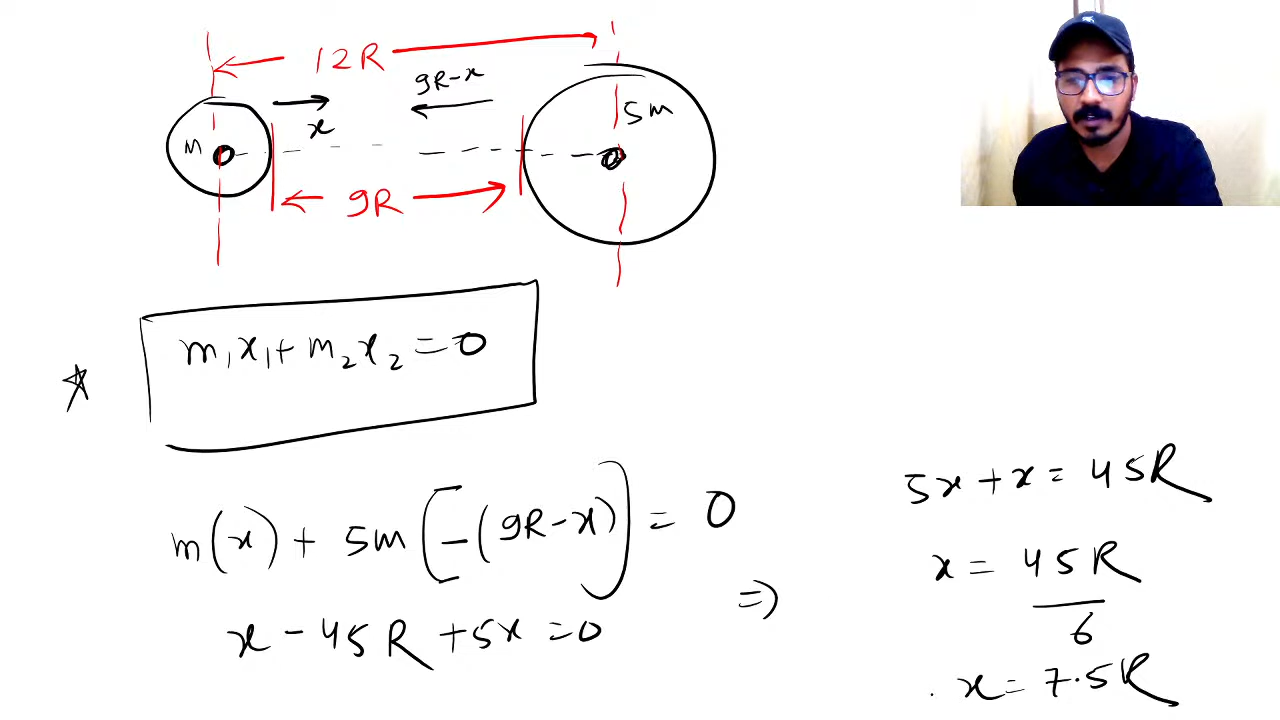 12R
9R-x
x
m
5m
9R
m₁x₁ + m₂x₂ = 0
m(x) + 5m[-(9R-x)] = 0
x - 45R + 5x = 0
=>
5x + x = 45R
x = 45R
6
x = 7.5R